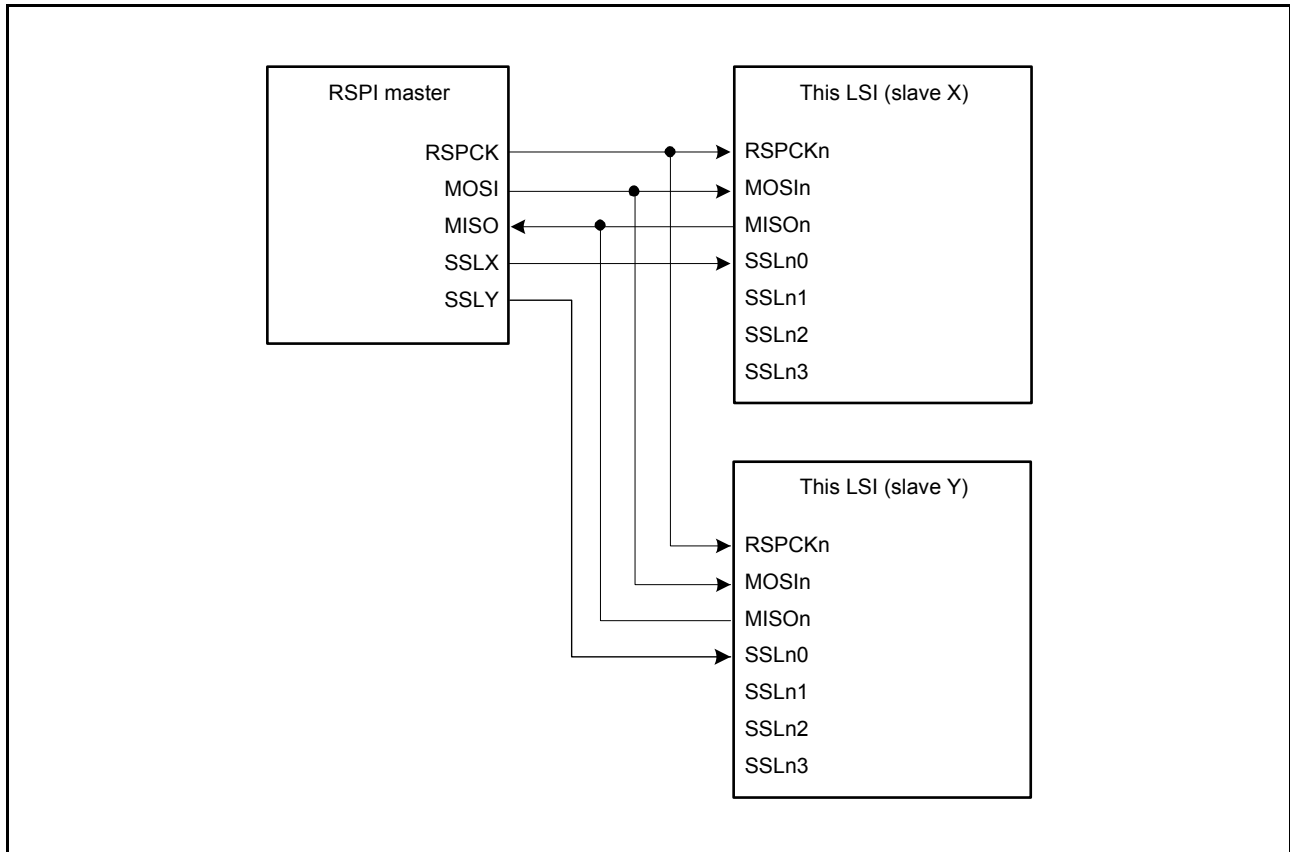 RSPI master
RSPCK
MOSI
MISO
SSLX
SSLY
This LSI (slave X)
RSPCKn
MOSIn
MISOn
SSLn0
SSLn1
SSLn2
SSLn3
This LSI (slave Y)
RSPCKn
MOSIn
MISOn
SSLn0
SSLn1
SSLn2
SSLn3